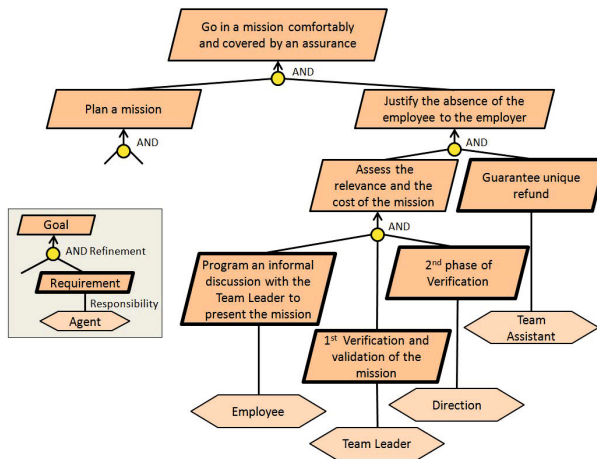 Go in a mission comfortably
and covered by an assurance
AND
Plan a mission
Justify the absence of the
employee to the employer
AND
AND
Assess the
relevance and the
cost of the mission
Guarantee unique
refund
AND
Goal
AND Refinement
Requirement
Responsibility
Agent
Program an informal
discussion with the
Team Leader to
present the mission
2nd phase of
Verification
1st Verification and
validation of the
mission
Team
Assistant
Employee
Direction
Team Leader